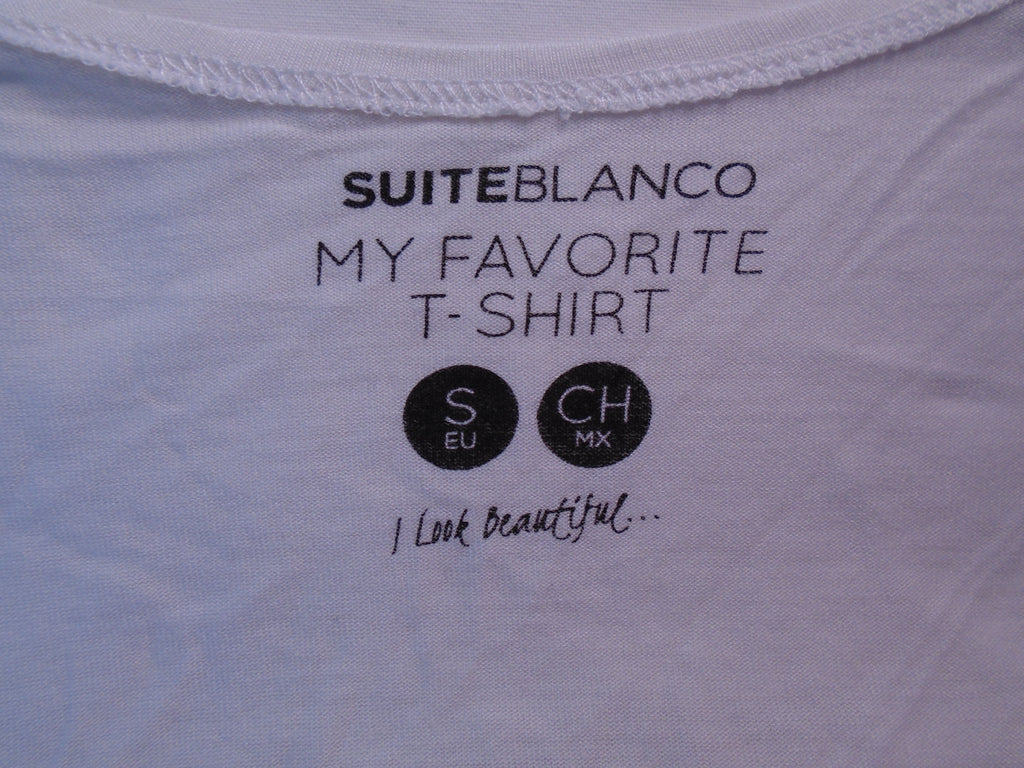 SUITEBLANCO
MY FAVORITE
T-SHIRT
S CH
EU MX
I Look Beautiful...